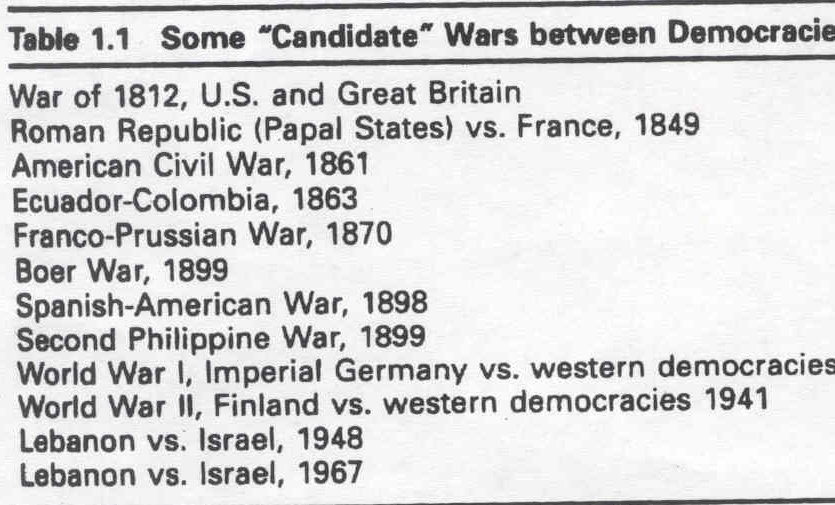 Table 1.1 Some "Candidate" Wars between Democracie
War of 1812, U.S. and Great Britain
Roman Republic (Papal States) vs. France, 1849
American Civil War, 1861
Ecuador-Colombia, 1863
Franco-Prussian War, 1870
Boer War, 1899
Spanish-American War, 1898
Second Philippine War, 1899
World War I, Imperial Germany vs. western democracies
World War II, Finland vs. western democracies 1941
Lebanon vs. Israel, 1948
Lebanon vs. Israel, 1967